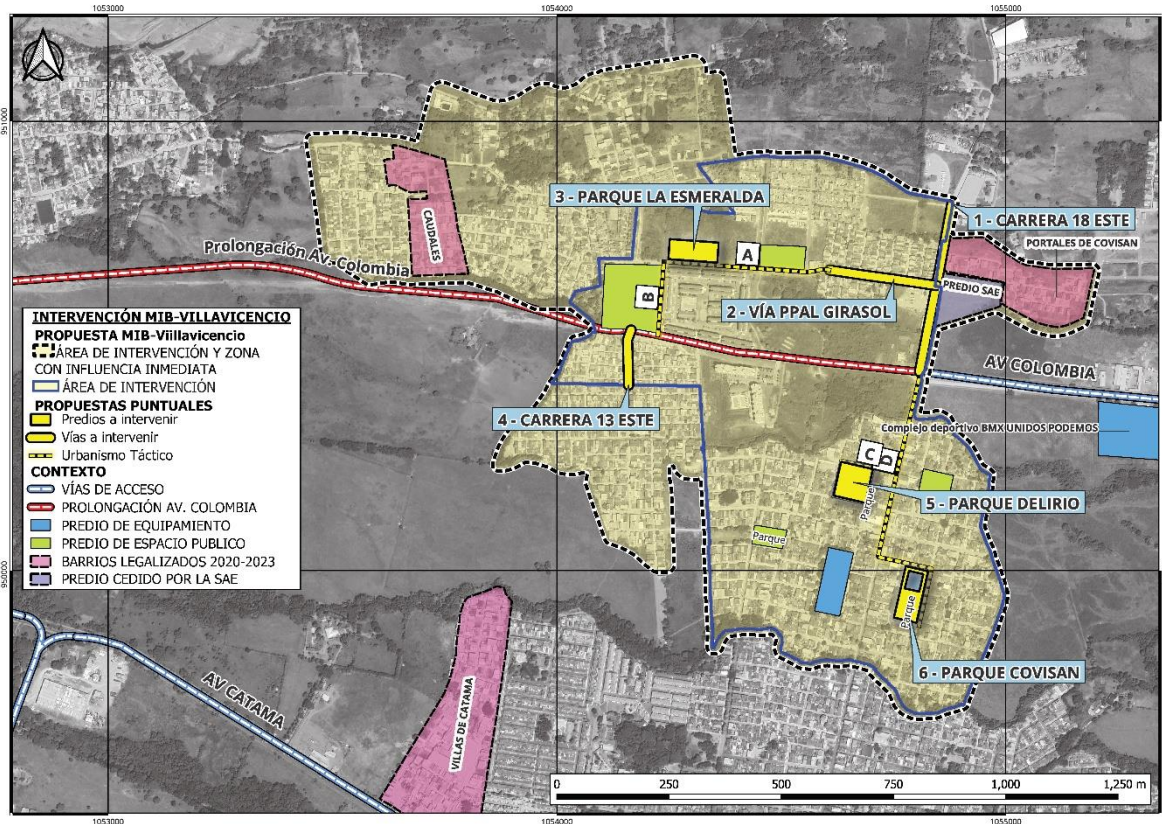 1053000
1054000
1055000
951000
951000
3 - PARQUE LA ESMERALDA
1 - CARRERA 18 ESTE
PORTALES DE COVISAN
CAUDALES
Prolongación Av. Colombia
A
B
PREDIO SAE
2 - VÍA PPAL GIRASOL
AV COLOMBIA
4 - CARRERA 13 ESTE
Complejo deportivo BMX UNIDOS PODEMOS
C
D
Parque
5 - PARQUE DELIRIO
Parque
Parque
6 - PARQUE COVISAN
AV CATAMA
VILLAS DE CATAMA
INTERVENCIÓN MIB-VILLAVICENCIO
PROPUESTA MIB-Viillavicencio
ÁREA DE INTERVENCIÓN Y ZONA
CON INFLUENCIA INMEDIATA
ÁREA DE INTERVENCIÓN
PROPUESTAS PUNTUALES
Predios a intervenir
Vías a intervenir
Urbanismo Táctico
CONTEXTO
VÍAS DE ACCESO
PROLONGACIÓN AV. COLOMBIA
PREDIO DE EQUIPAMIENTO
PREDIO DE ESPACIO PUBLICO
BARRIOS LEGALIZADOS 2020-2023
PREDIO CEDIDO POR LA SAE
950000
950000
0 250 500 1,000 1,250 m
1053000
1054000
1055000